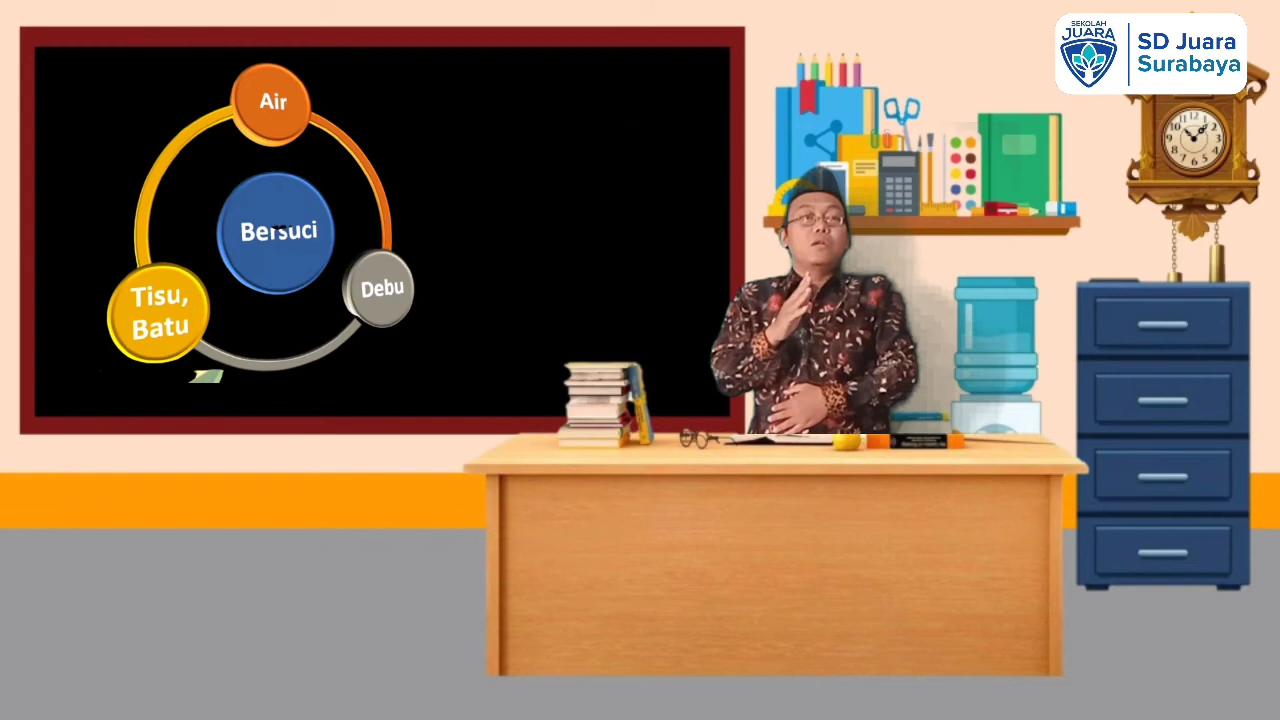 Air
Bersuci
Debu
Tisu,
Batu
SEKOLAH
JUARA
SD Juara
Surabaya